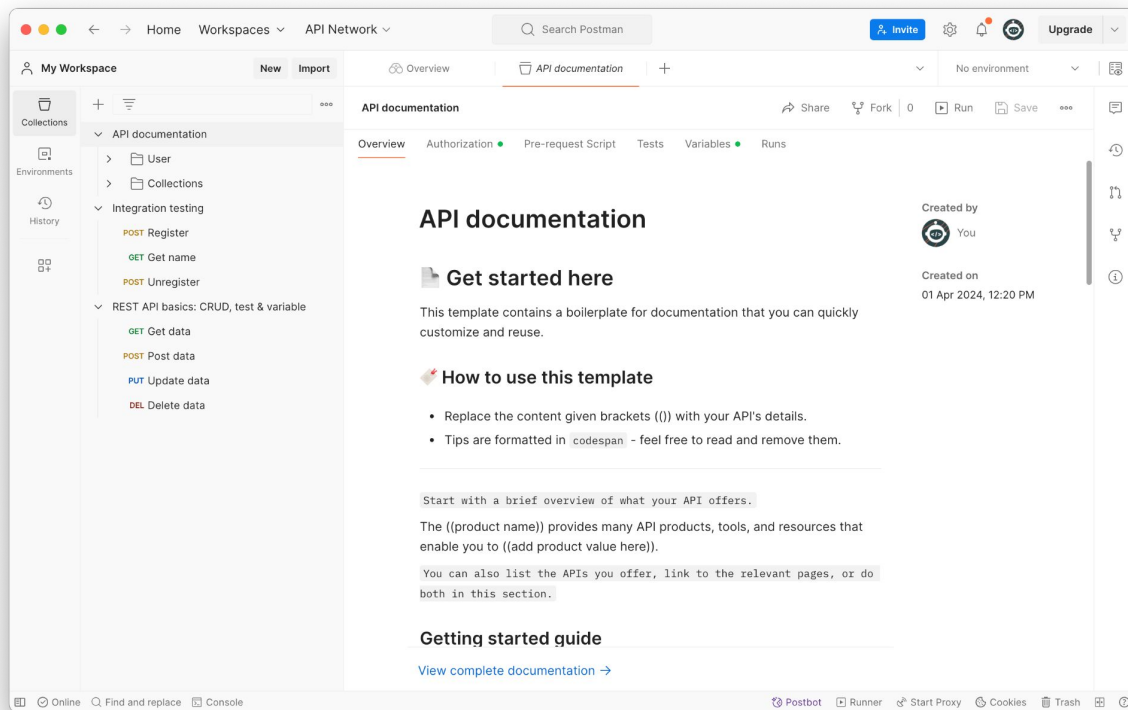 Home Workspaces API Network Search Postman Invite Upgrade
My Workspace New Import Overview API documentation No environment
Collections
Environments
History
API documentation
User
Collections
Integration testing
POST Register
GET Get name
POST Unregister
REST API basics: CRUD, test & variable
GET Get data
POST Post data
PUT Update data
DEL Delete data
API documentation Share Fork 0 Run Save
Overview Authorization Pre-request Script Tests Variables Runs
API documentation
Get started here
This template contains a boilerplate for documentation that you can quickly
customize and reuse.
How to use this template
• Replace the content given brackets (()) with your API's details.
• Tips are formatted in codespan - feel free to read and remove them.
Start with a brief overview of what your API offers.
The ((product name)) provides many API products, tools, and resources that
enable you to ((add product value here)).
You can also list the APIs you offer, link to the relevant pages, or do
both in this section.
Getting started guide
View complete documentation →
Created by
You
Created on
01 Apr 2024, 12:20 PM
Online Find and replace Console Postbot Runner Start Proxy Cookies Trash